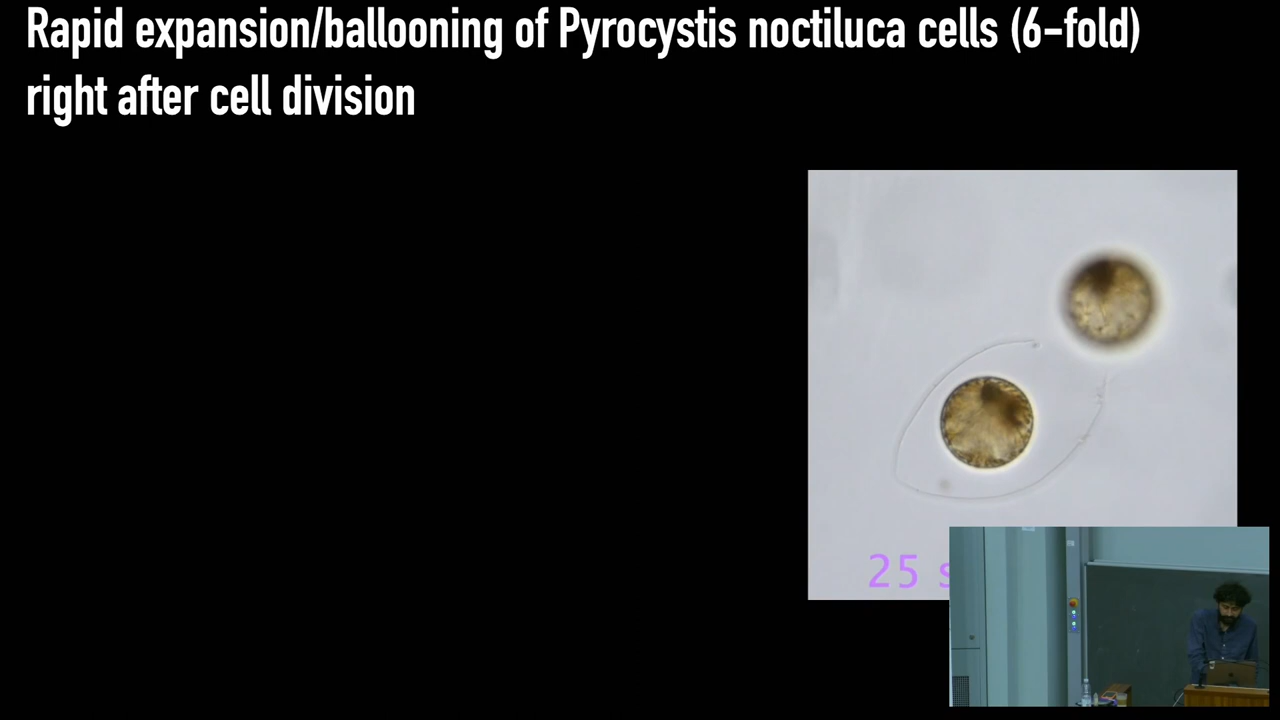 Rapid expansion/ballooning of Pyrocystis noctiluca cells (6-fold)
right after cell division
25 s